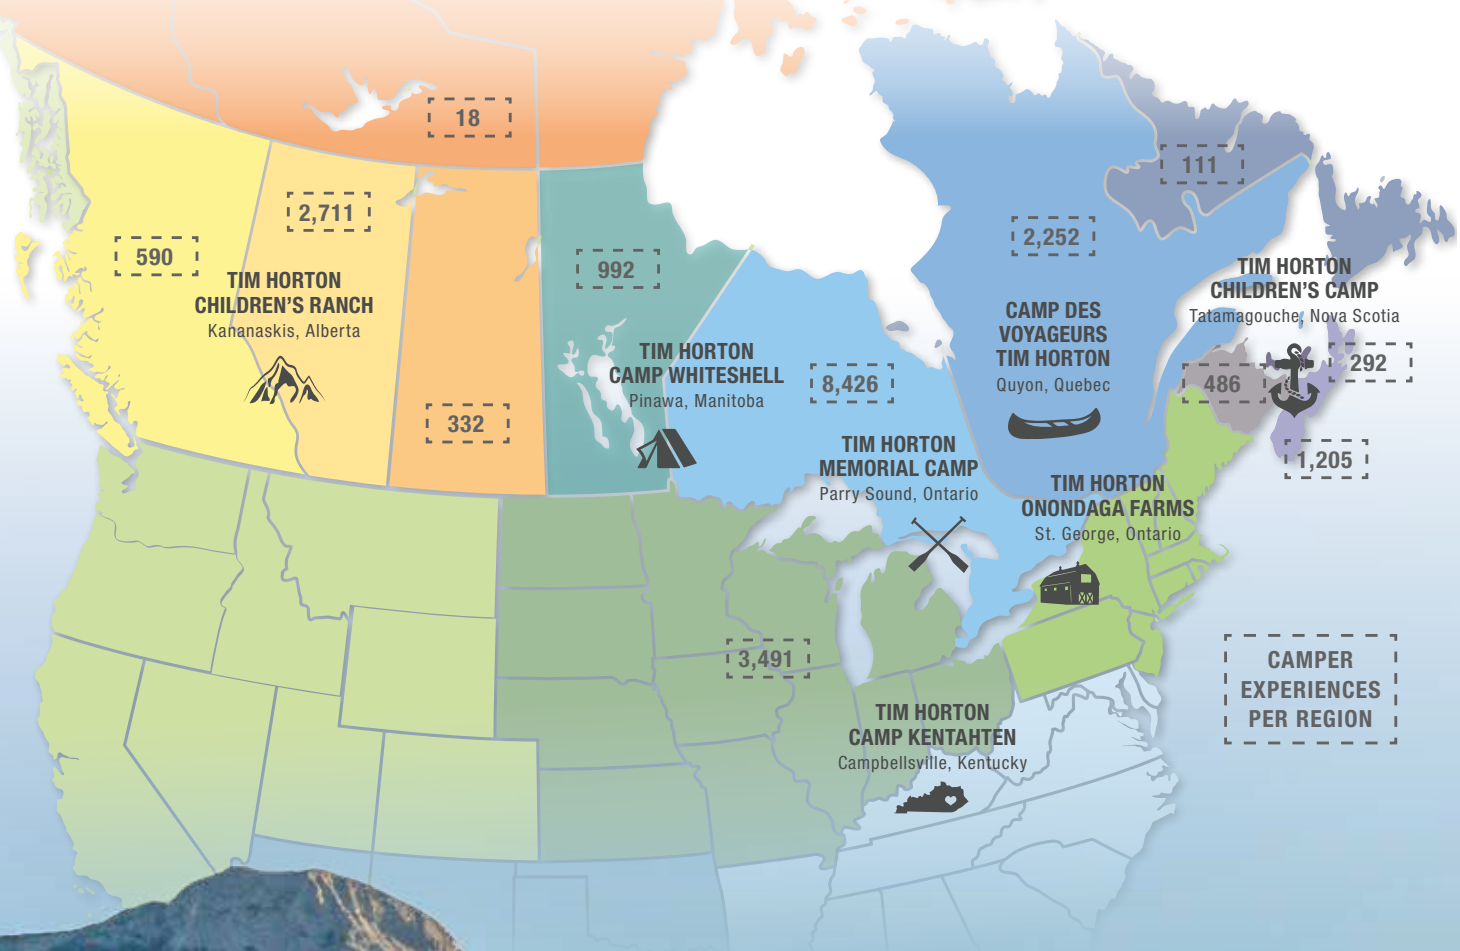 18
111
2,711
590
2,252
992
TIM HORTON
CHILDREN'S RANCH
Kananaskis, Alberta
TIM HORTON
CHILDREN'S CAMP
Tatamagouche, Nova Scotia
CAMP DES
VOYAGEURS
TIM HORTON
Quyon, Quebec
TIM HORTON
CAMP WHITESHELL
Pinawa, Manitoba
8,426
486
292
332
1,205
TIM HORTON
MEMORIAL CAMP
Parry Sound, Ontario
TIM HORTON
ONONDAGA FARMS
St. George, Ontario
3,491
CAMPER
EXPERIENCES
PER REGION
TIM HORTON
CAMP KENTAHTEN
Campbellsville, Kentucky